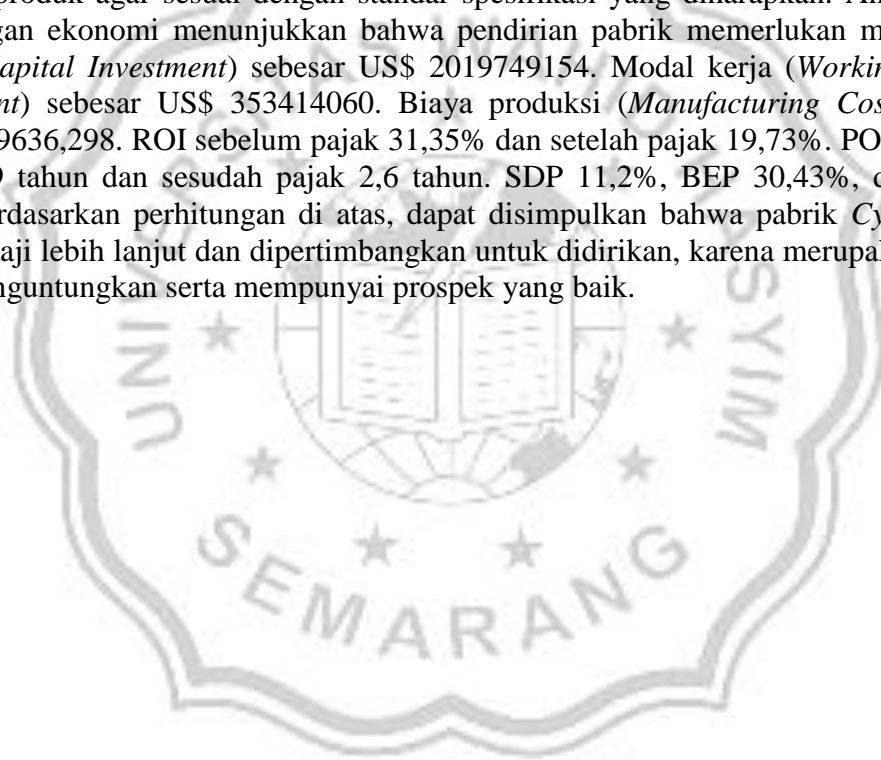 produk agar sesuai dengan standar spesifikasi yang diharapkan.
gan ekonomi menunjukkan bahwa pendirian pabrik memerlukan m
apital Investment) sebesar US$ 2019749154. Modal kerja (Workin
nt) sebesar US$ 353414060. Biaya produksi (Manufacturing Cos
9636,298. ROI sebelum pajak 31,35% dan setelah pajak 19,73%. PO
tahun dan sesudah pajak 2,6 tahun. SDP 11,2%, BEP 30,43%,
rdasarkan perhitungan di atas, dapat disimpulkan bahwa pabrik Cy
aji lebih lanjut dan dipertimbangkan untuk didirikan, karena merupa
nguntungkan serta mempunyai prospek yang baik.
UNI
SYIM
SEMARANG